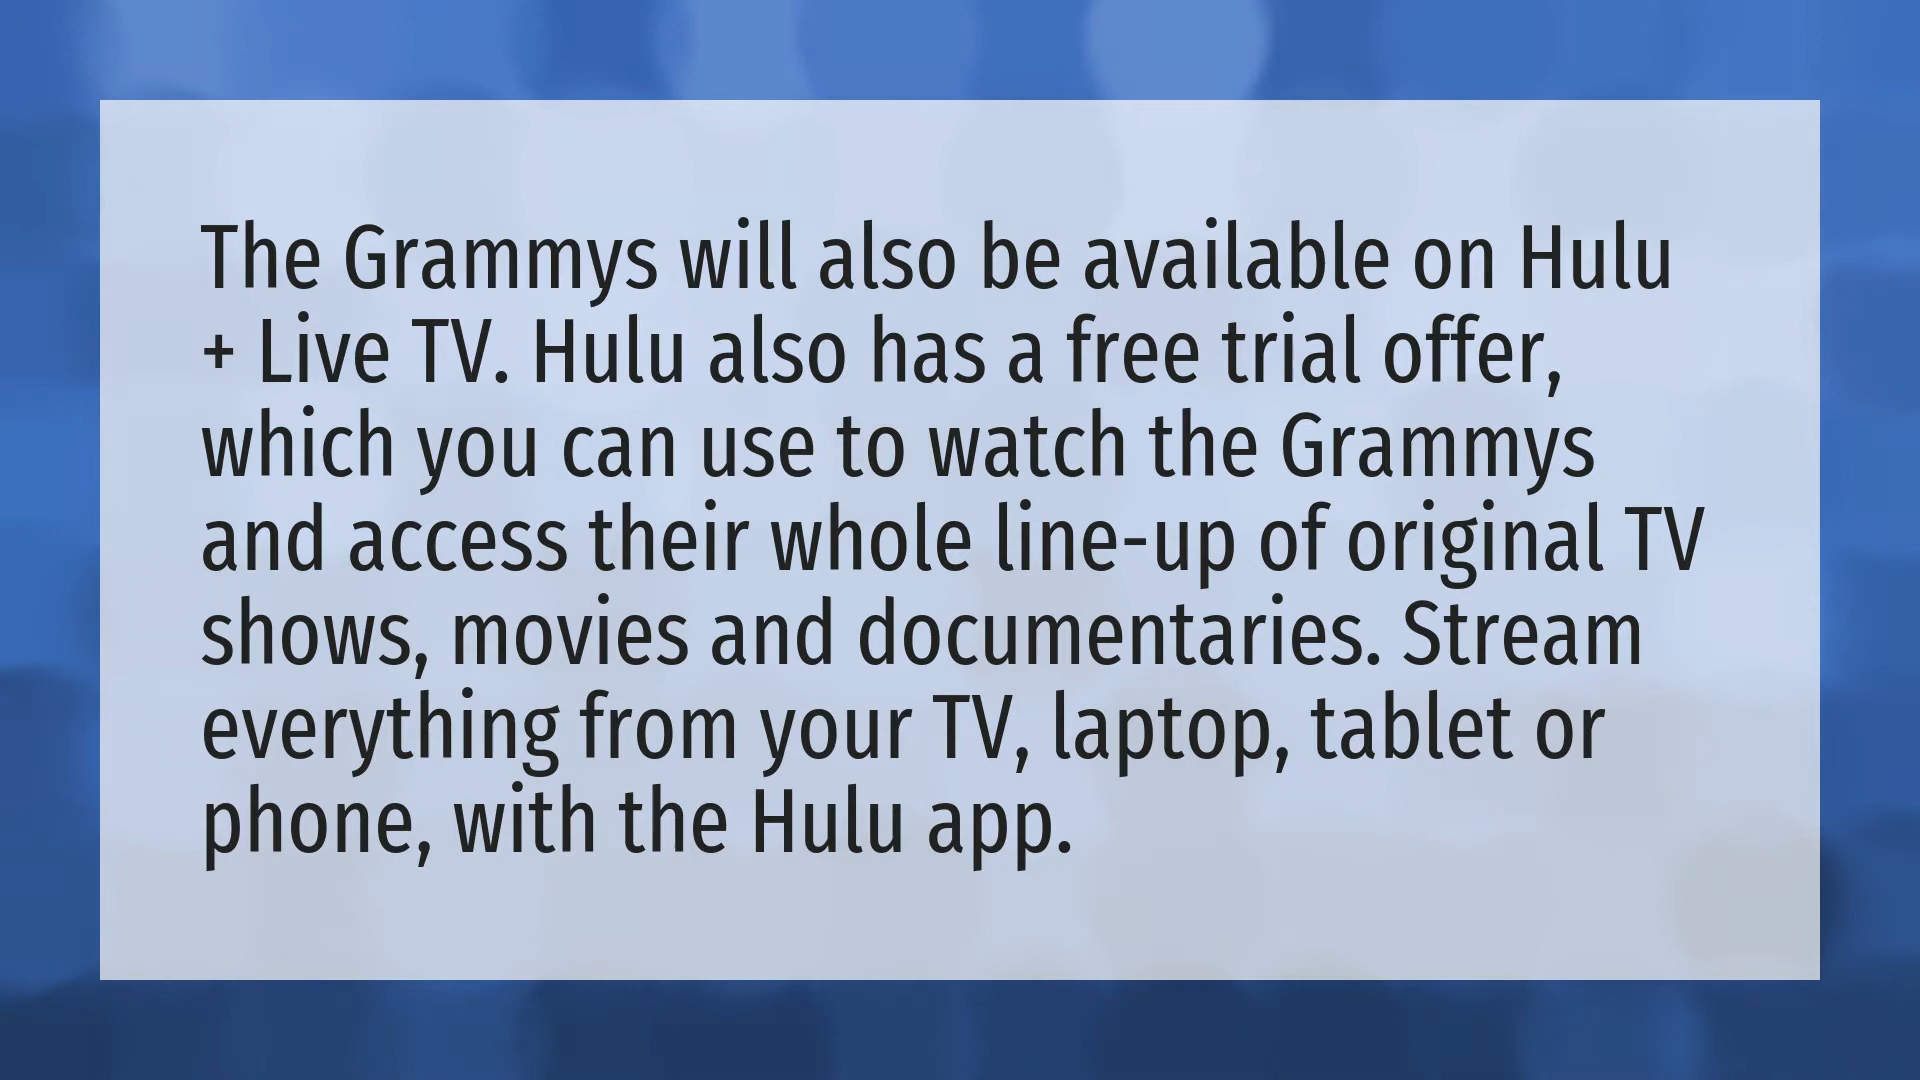 The Grammys will also be available on Hulu
+ Live TV. Hulu also has a free trial offer,
which you can use to watch the Grammys
and access their whole line-up of original TV
shows, movies and documentaries. Stream
everything from your TV, laptop, tablet or
phone, with the Hulu app.